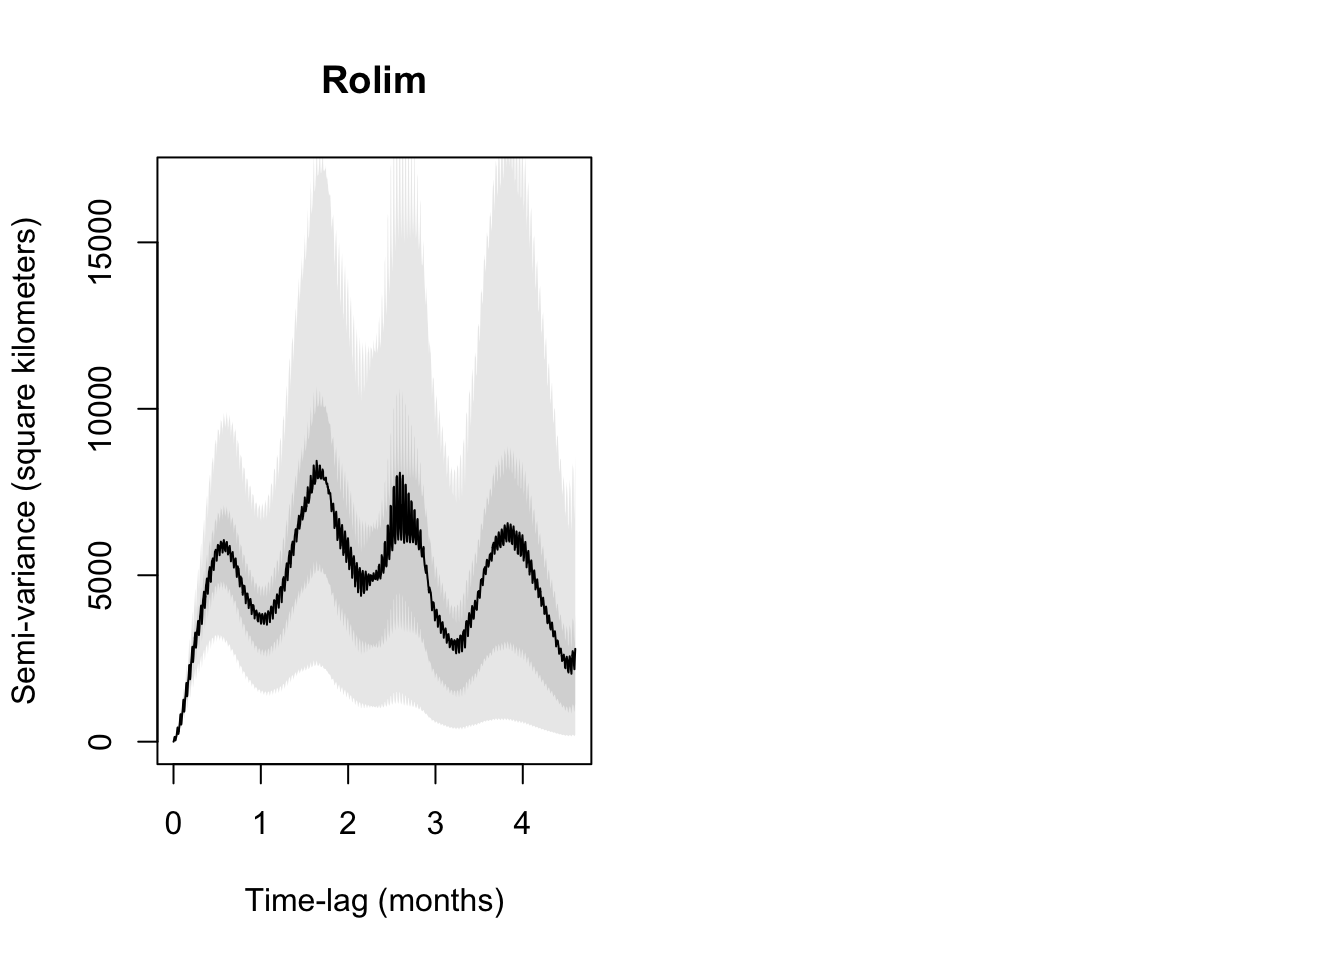 Rolim
Semi-variance (square kilometers)
15000
10000
5000
0
0 1 2 3 4
Time-lag (months)